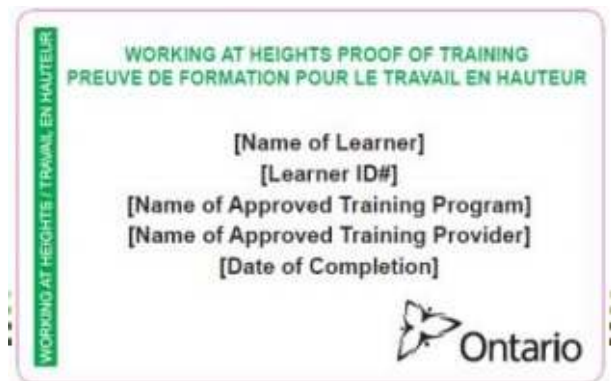 WORKING AT HEIGHTS / TRAVAIL EN HAUTEUR
WORKING AT HEIGHTS PROOF OF TRAINING
PREUVE DE FORMATION POUR LE TRAVAIL EN HAUTEUR
[Name of Learner]
[Learner ID#]
[Name of Approved Training Program]
[Name of Approved Training Provider]
[Date of Completion]
Ontario